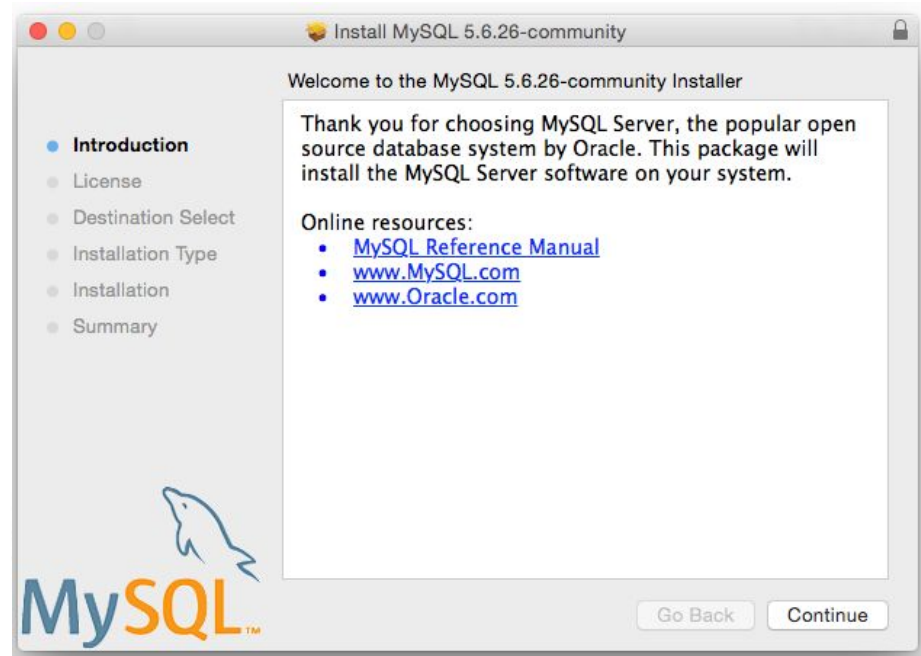 Install MySQL 5.6.26-community
Welcome to the MySQL 5.6.26-community Installer
Introduction
License
Destination Select
Installation Type
Installation
Summary
Thank you for choosing MySQL Server, the popular open
source database system by Oracle. This package will
install the MySQL Server software on your system.
Online resources:
• MySQL Reference Manual
• www.MySQL.com
• www.Oracle.com
MySQL™
Go Back
Continue